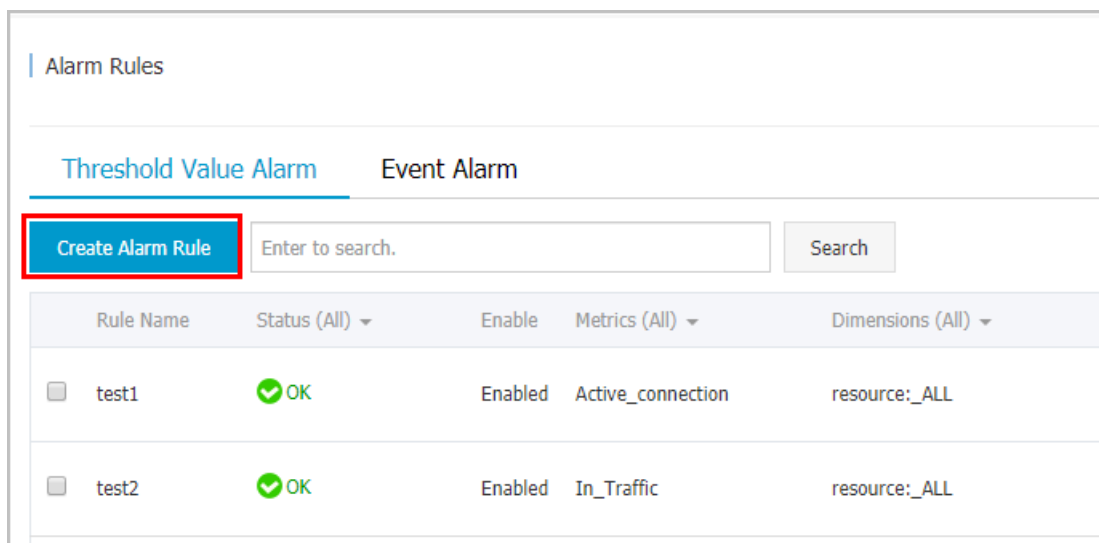 Alarm Rules
Threshold Value Alarm Event Alarm
Create Alarm Rule Enter to search. Search
Rule Name Status (All) Enable Metrics (All) Dimensions (All)
test1 OK Enabled Active_connection resource:_ALL
test2 OK Enabled In_Traffic resource:_ALL